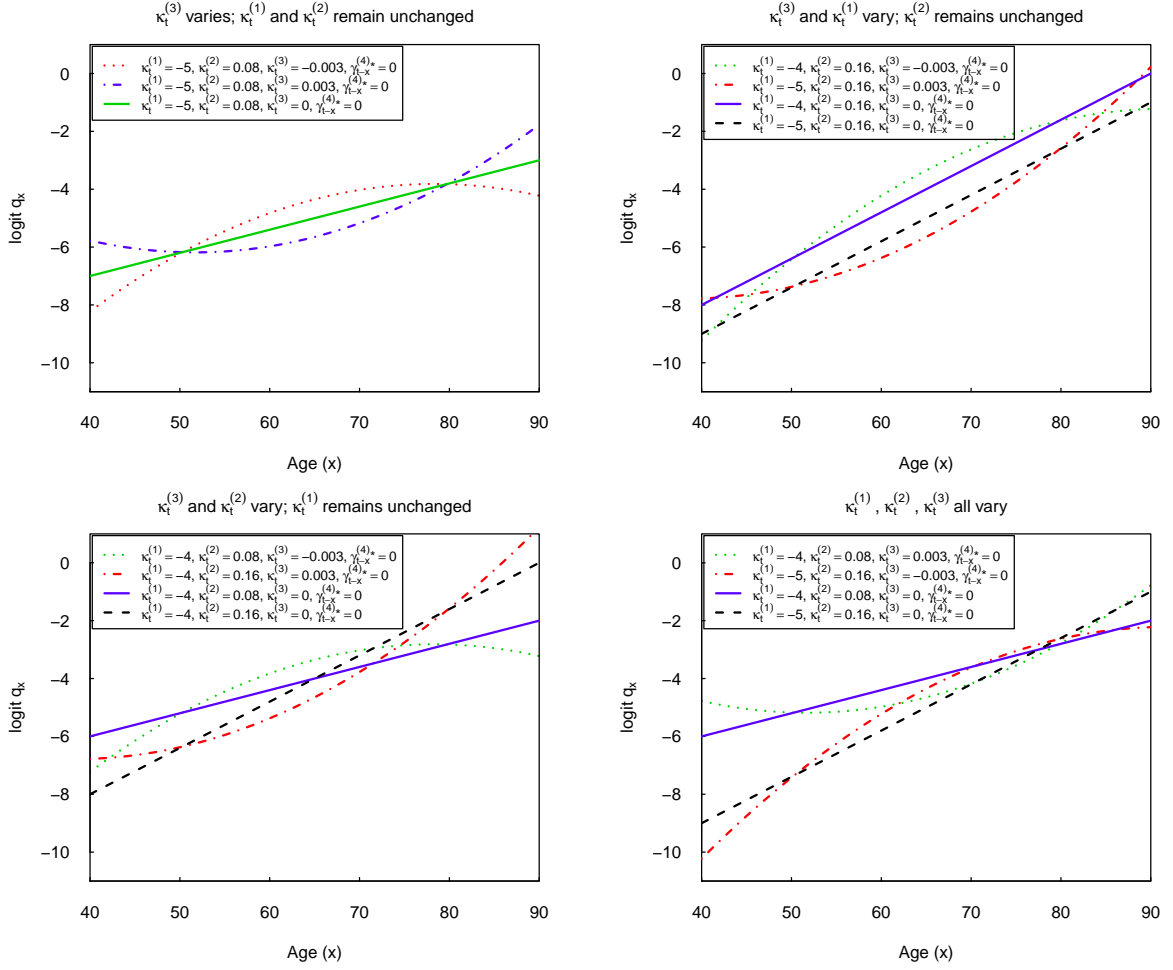 κt(3) varies; κt(1) and κt(2) remain unchanged
κt(1) = −5, κt(2) = 0.08, κt(3) = −0.003, γt−x(4)* = 0
κt(1) = −5, κt(2) = 0.08, κt(3) = 0.003, γt−x(4)* = 0
κt(1) = −5, κt(2) = 0.08, κt(3) = 0, γt−x(4)* = 0
logit qx
0
−2
−4
−6
−8
−10
40 50 60 70 80 90
Age (x)
κt(3) and κt(1) vary; κt(2) remains unchanged
κt(1) = −4, κt(2) = 0.16, κt(3) = −0.003, γt−x(4)* = 0
κt(1) = −5, κt(2) = 0.16, κt(3) = 0.003, γt−x(4)* = 0
κt(1) = −4, κt(2) = 0.16, κt(3) = 0, γt−x(4)* = 0
κt(1) = −5, κt(2) = 0.16, κt(3) = 0, γt−x(4)* = 0
logit qx
0
−2
−4
−6
−8
−10
40 50 60 70 80 90
Age (x)
κt(3) and κt(2) vary; κt(1) remains unchanged
κt(1) = −4, κt(2) = 0.08, κt(3) = −0.003, γt−x(4)* = 0
κt(1) = −4, κt(2) = 0.16, κt(3) = 0.003, γt−x(4)* = 0
κt(1) = −4, κt(2) = 0.08, κt(3) = 0, γt−x(4)* = 0
κt(1) = −4, κt(2) = 0.16, κt(3) = 0, γt−x(4)* = 0
logit qx
0
−2
−4
−6
−8
−10
40 50 60 70 80 90
Age (x)
κt(1) , κt(2) , κt(3) all vary
κt(1) = −4, κt(2) = 0.08, κt(3) = 0.003, γt−x(4)* = 0
κt(1) = −5, κt(2) = 0.16, κt(3) = −0.003, γt−x(4)* = 0
κt(1) = −4, κt(2) = 0.08, κt(3) = 0, γt−x(4)* = 0
κt(1) = −5, κt(2) = 0.16, κt(3) = 0, γt−x(4)* = 0
logit qx
0
−2
−4
−6
−8
−10
40 50 60 70 80 90
Age (x)